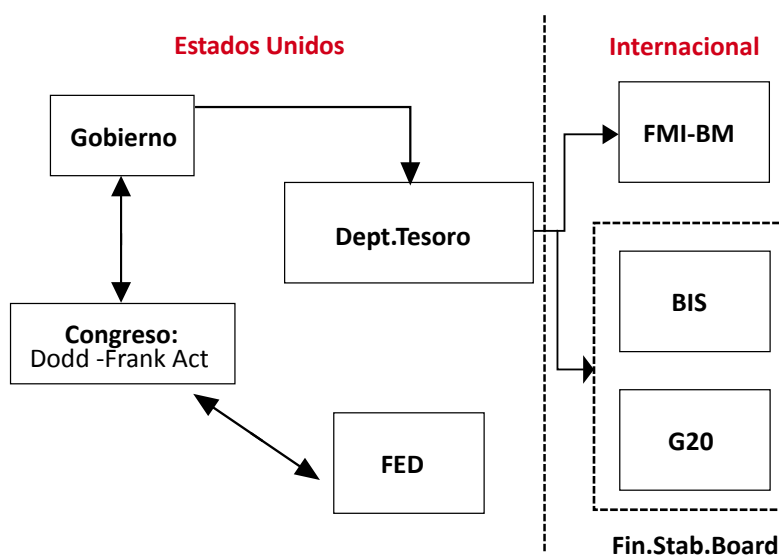 Estados Unidos
Internacional
Gobierno
FMI-BM
Dept.Tesoro
BIS
Congreso:
Dodd -Frank Act
G20
FED
Fin.Stab.Board